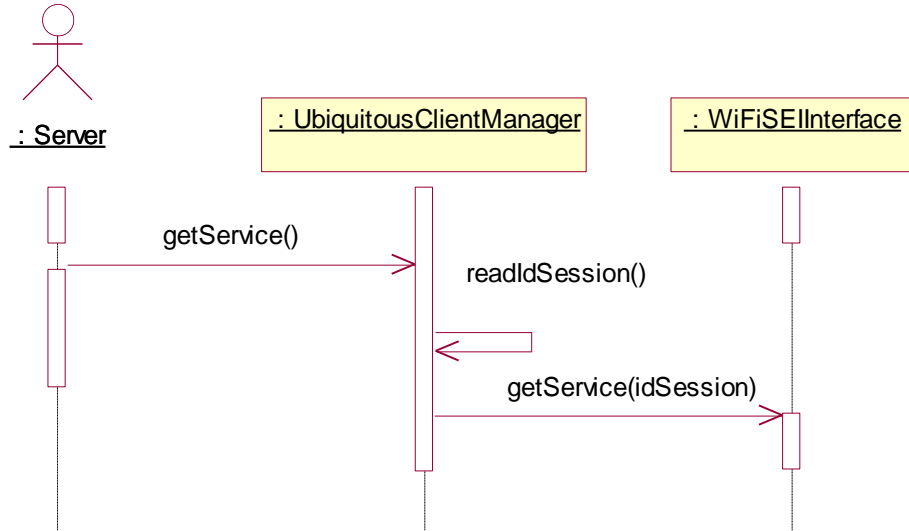 : Server
: UbiquitousClientManager
: WiFiSEIInterface
getService()
readIdSession()
getService(idSession)